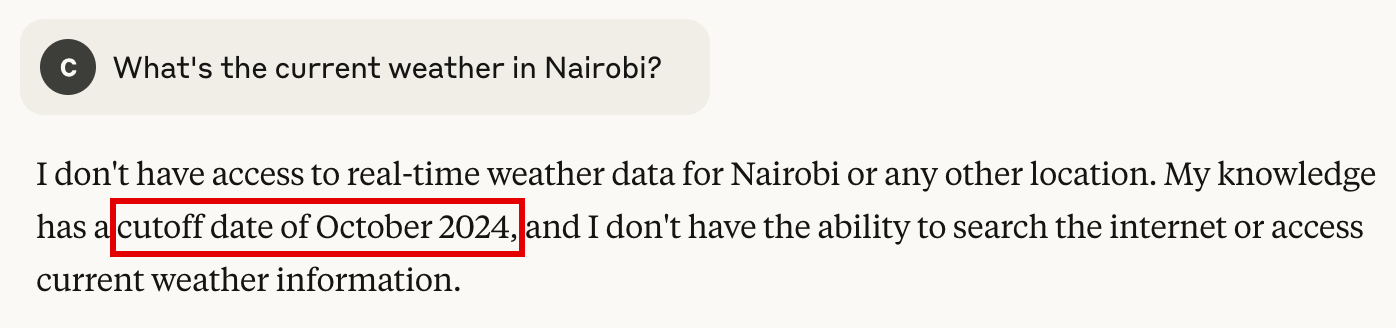 C What's the current weather in Nairobi?
I don't have access to real-time weather data for Nairobi or any other location. My knowledge
has a cutoff date of October 2024, and I don't have the ability to search the internet or access
current weather information.